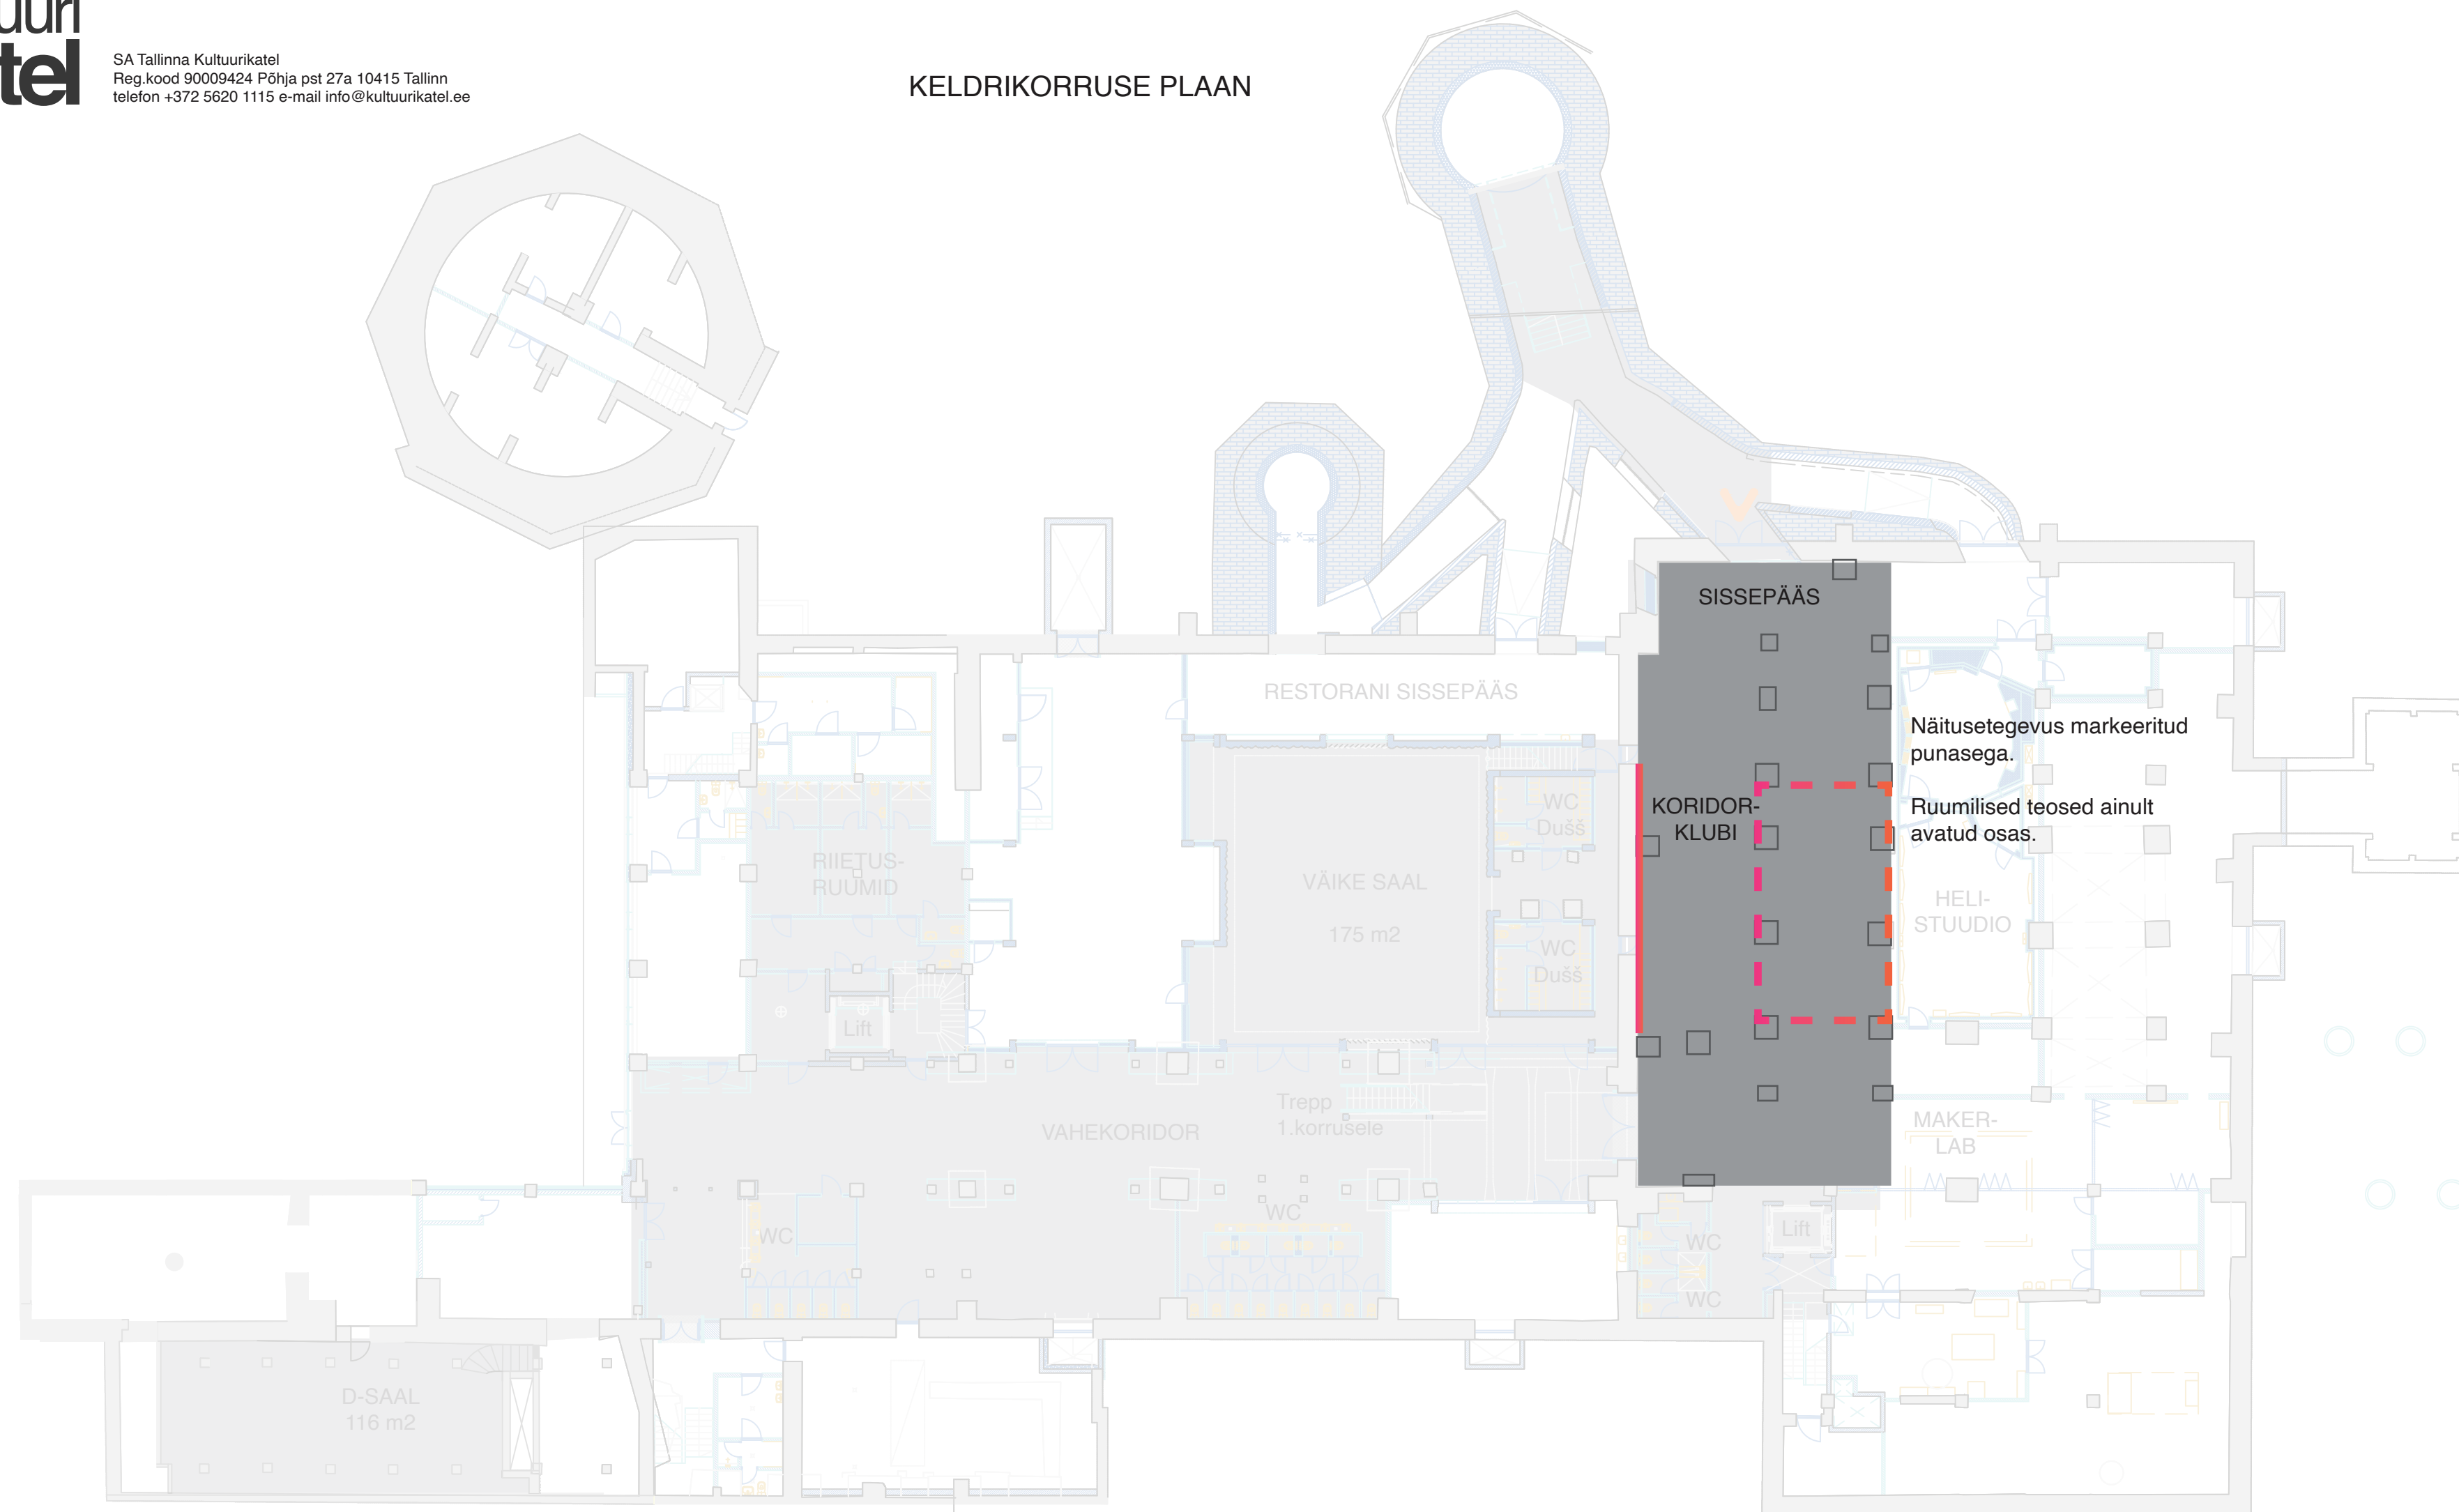 uuri
tel
SA Tallinna Kultuurikatel
Reg.kood 90009424 Põhja pst 27a 10415 Tallinn
telefon +372 5620 1115 e-mail info@kultuurikatel.ee
KELDRIKORRUSE PLAAN
SISSEPÄÄS
RESTORANI SISSEPÄÄS
Näitusetegevus markeeritud
punasega.
Ruumilised teosed ainult
avatud osas.
KORIDOR-
KLUBI
WC
Dušš
RIIETUS-
RUUMID
VÄIKE SAAL
175 m2
HELI-
STUUDIO
WC
Dušš
Lift
Trepp
1.korrusele
VAHEKORIDOR
MAKER-
LAB
WC
WC
WC
Lift
WC
D-SAAL
116 m2